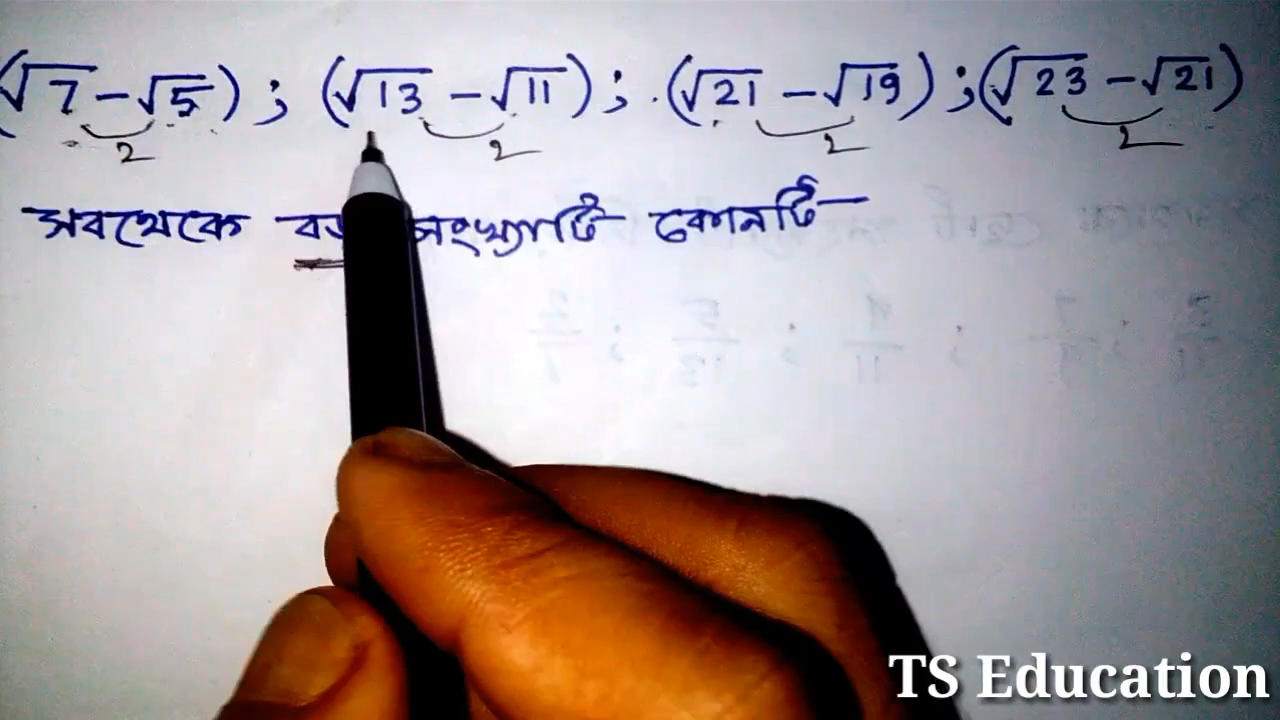 (√7 - √5) ; (√13 - √11) ; (√21 - √19) ; (√23 - √21)
2 2 2 2
সবথেকে সংখ্যাটি কোনটি -
TS Education